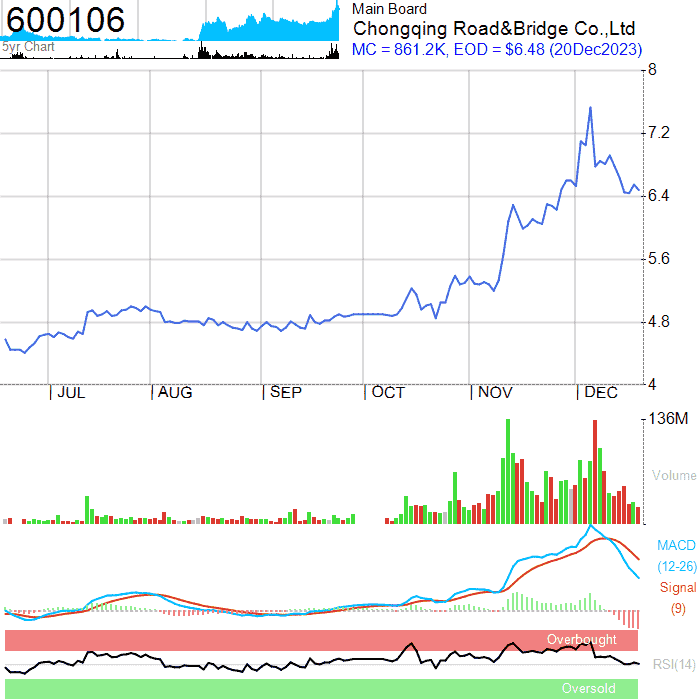 600106
5yr Chart
Main Board
Chongqing Road&Bridge Co.,Ltd
MC = 861.2K, EOD = $6.48 (20Dec2023)
8
7.2
6.4
5.6
4.8
4
JUL
AUG
SEP
OCT
NOV
DEC
136M
Volume
MACD
(12-26)
Signal
(9)
Overbought
RSI(14)
Oversold